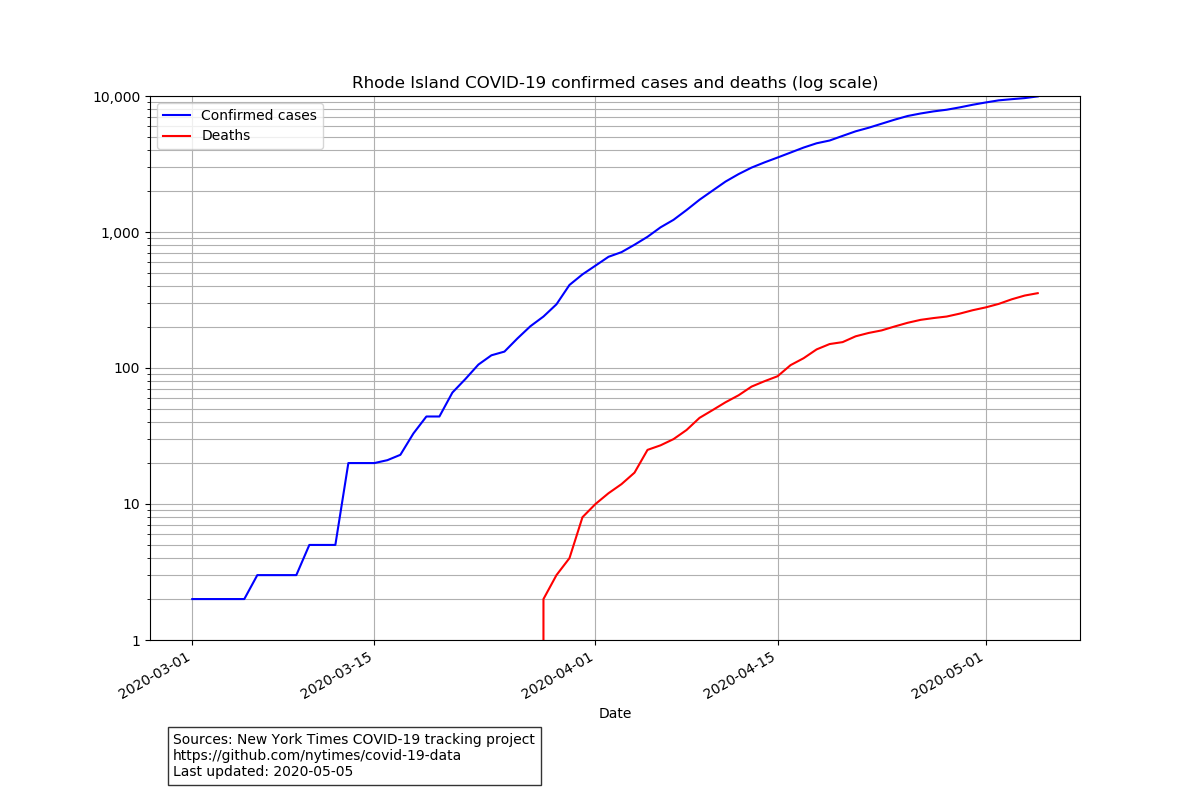 Rhode Island COVID-19 confirmed cases and deaths (log scale)
10,000
1,000
100
10
1
Confirmed cases
Deaths
2020-03-01
2020-03-15
2020-04-01
2020-04-15
2020-05-01
Date
Sources: New York Times COVID-19 tracking project
https://github.com/nytimes/covid-19-data
Last updated: 2020-05-05